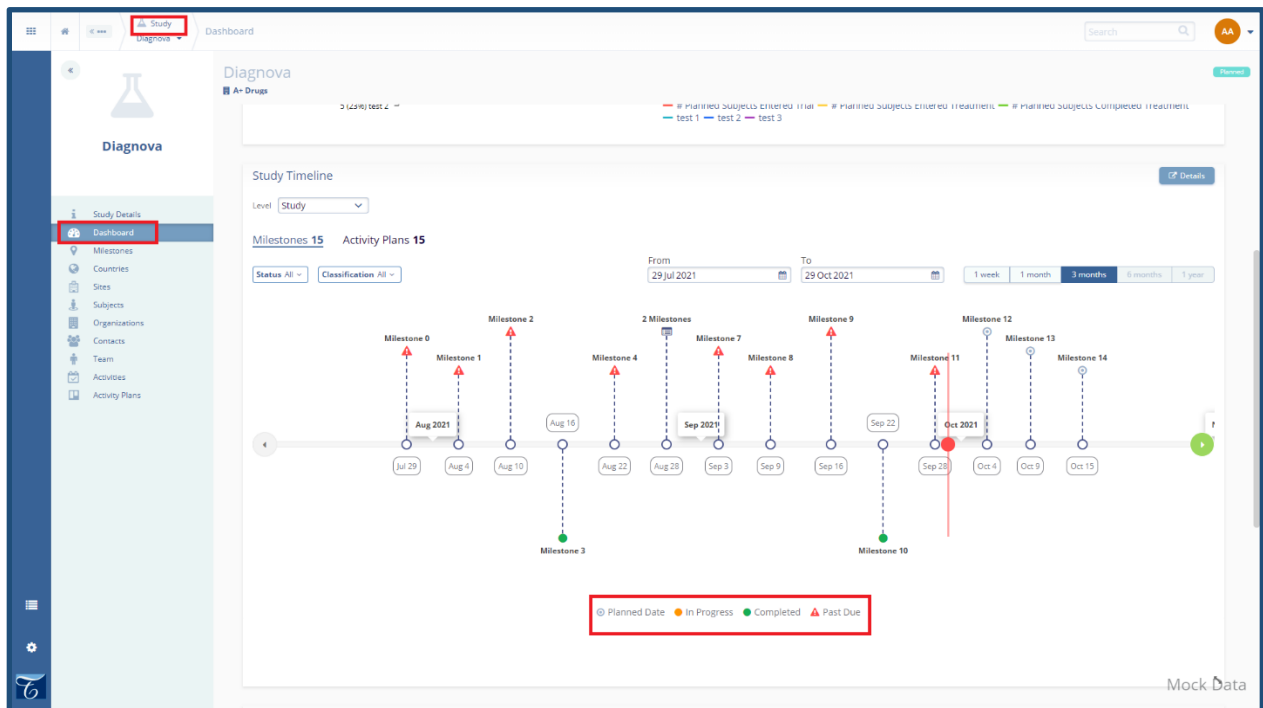 Study
Diagnova
Dashboard
Search
AA
Diagnova
A+ Drugs
Planned
Diagnova
5 (23%) test 2
# Planned Subjects Entered Trial # Planned Subjects Entered Treatment # Planned Subjects Completed Treatment
test 1 test 2 test 3
Study Details
Dashboard
Milestones
Countries
Sites
Subjects
Organizations
Contacts
Team
Activities
Activity Plans
Study Timeline
Details
Level Study
Milestones 15 Activity Plans 15
From To
Status All Classification All 29 Jul 2021 29 Oct 2021 1 week 1 month 3 months 6 months 1 year
Milestone 2 2 Milestones Milestone 9 Milestone 12
Milestone 0 Milestone 7 Milestone 13
Milestone 1 Milestone 4 Milestone 8 Milestone 11 Milestone 14
Aug 2021 Aug 16 Sep 2021 Sep 22 Oct 2021
Jul 29 Aug 4 Aug 10 Aug 22 Aug 28 Sep 3 Sep 9 Sep 16 Sep 28 Oct 4 Oct 9 Oct 15
Milestone 3 Milestone 10
Planned Date In Progress Completed Past Due
Mock Data